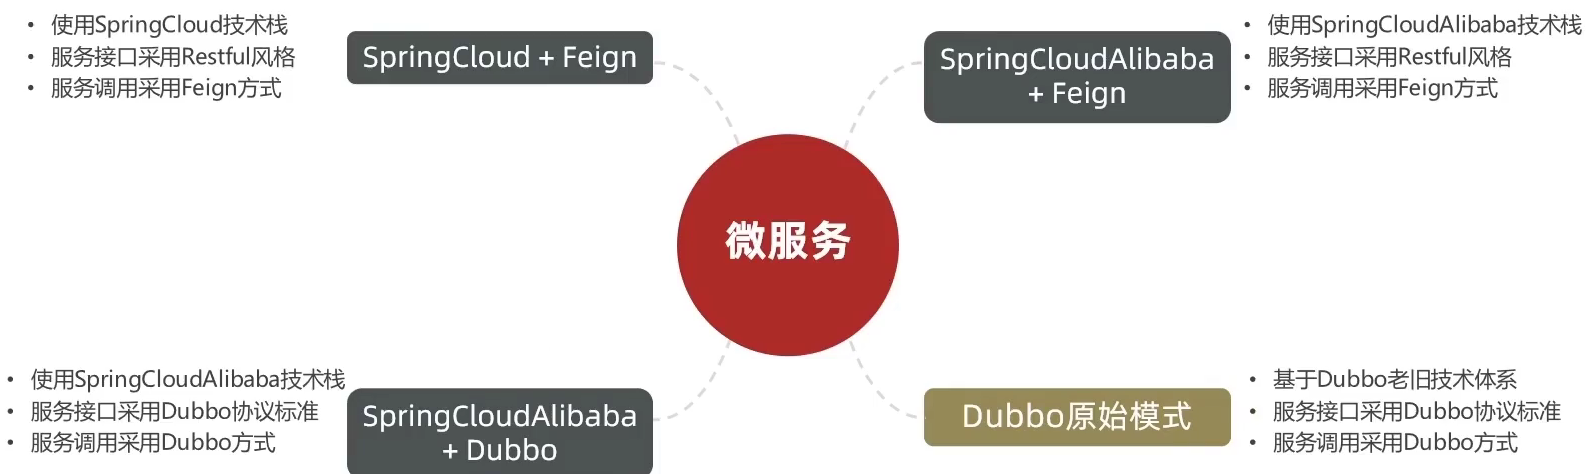 • 使用SpringCloud技术栈
• 服务接口采用Restful风格
• 服务调用采用Feign方式
SpringCloud + Feign
SpringCloudAlibaba
+ Feign
• 使用SpringCloudAlibaba技术栈
• 服务接口采用Restful风格
• 服务调用采用Feign方式
微服务
• 使用SpringCloudAlibaba技术栈
• 服务接口采用Dubbo协议标准
• 服务调用采用Dubbo方式
SpringCloudAlibaba
+ Dubbo
Dubbo原始模式
• 基于Dubbo老旧技术体系
• 服务接口采用Dubbo协议标准
• 服务调用采用Dubbo方式